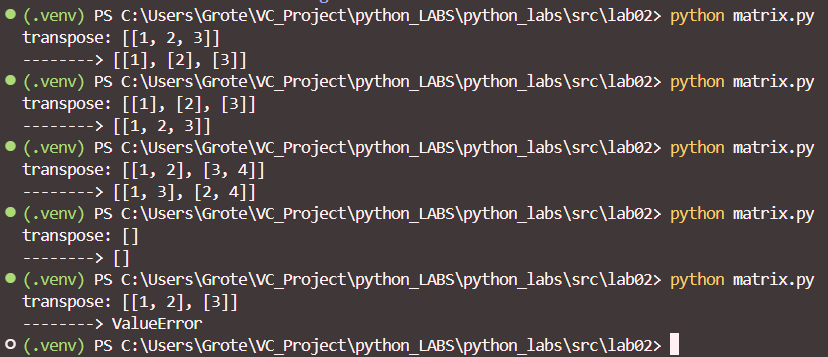 (.venv) PS C:\Users\Grote\VC_Project\python_LABS\python_labs\src\lab02> python matrix.py
transpose: [[1, 2, 3]]
--------> [[1], [2], [3]]
(.venv) PS C:\Users\Grote\VC_Project\python_LABS\python_labs\src\lab02> python matrix.py
transpose: [[1], [2], [3]]
--------> [[1, 2, 3]]
(.venv) PS C:\Users\Grote\VC_Project\python_LABS\python_labs\src\lab02> python matrix.py
transpose: [[1, 2], [3, 4]]
--------> [[1, 3], [2, 4]]
(.venv) PS C:\Users\Grote\VC_Project\python_LABS\python_labs\src\lab02> python matrix.py
transpose: []
--------> []
(.venv) PS C:\Users\Grote\VC_Project\python_LABS\python_labs\src\lab02> python matrix.py
transpose: [[1, 2], [3]]
--------> ValueError
(.venv) PS C:\Users\Grote\VC_Project\python_LABS\python_labs\src\lab02>